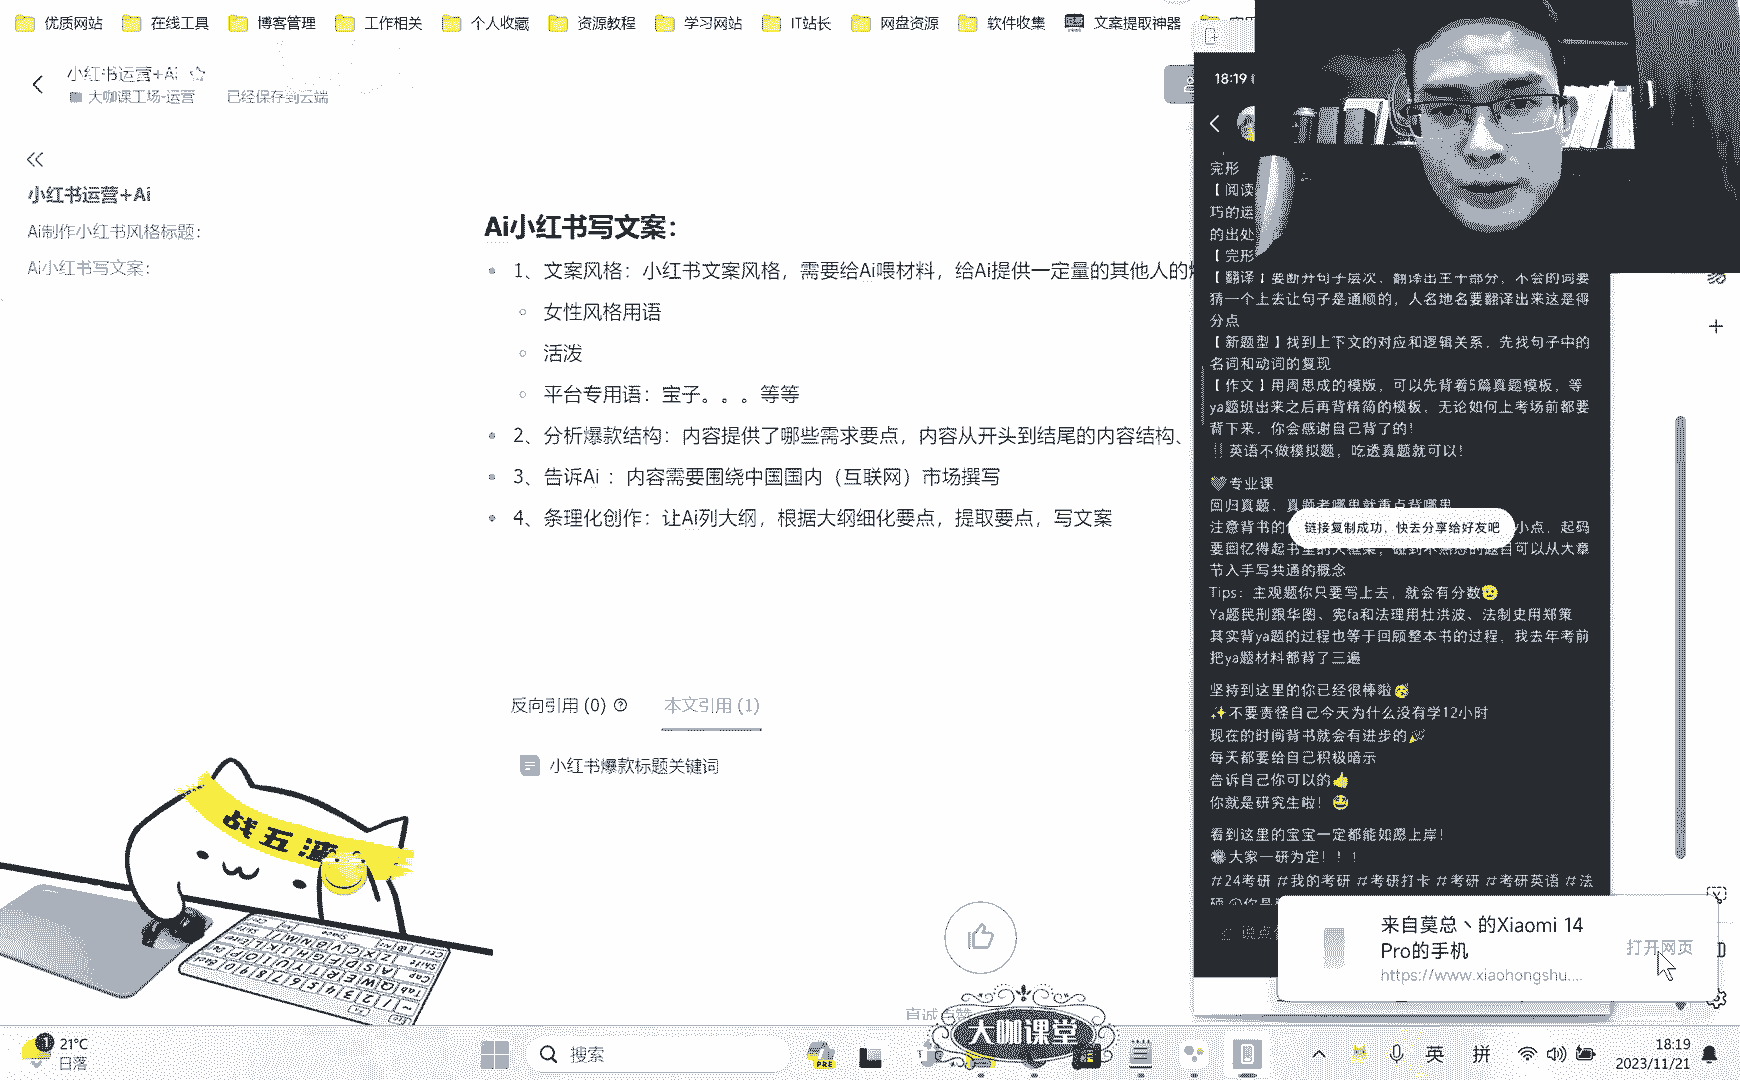 优质网站
在线工具
博客管理
工作相关
个人收藏
资源教程
学习网站
IT站长
网盘资源
软件收集
文案提取神器
小红书运营+Ai
大咖课工场-运营
已经保存到云端
小红书运营+Ai
Ai制作小红书风格标题：
Ai小红书写文案：
Ai小红书写文案：
1、文案风格：小红书文案风格，需要给Ai喂材料，给Ai提供一定量的其他人的
女性风格用语
活泼
平台专用语：宝子。。。等等
2、分析爆款结构：内容提供了哪些需求要点，内容从开头到结尾的内容结构、
3、告诉Ai ：内容需要围绕中国国内（互联网）市场撰写
4、条理化创作：让Ai列大纲，根据大纲细化要点，提取要点，写文案
反向引用 (0)
本文引用 (1)
小红书爆款标题关键词
战五渣
18:19
完形
【阅读
巧的运
的出处
【完形
【翻译】要断开句子层次，翻译出主干部分，不会的词要
猜一个上去让句子是通顺的，人名地名要翻译出来这是得
分点
【新题型】找到上下文的对应和逻辑关系，先找句子中的
名词和动词的复现
【作文】用周思成的模版，可以先背着5篇真题模板，等
ya题班出来之后再背精简的模板，无论如何上考场前都要
背下来，你会感谢自己背了的！
‼️英语不做模拟题，吃透真题就可以！
专业课
回归真题，真题考哪里就重点背哪里
注意背书的
小点，起码
链接复制成功，快去分享给好友吧
要回忆得起书里的大框架，碰到不熟悉的题目可以从大章
节入手写共通的概念
Tips：主观题你只要写上去，就会有分数
Ya题民刑跟华图、宪fa和法理用杜洪波、法制史用郑策
其实背ya题的过程也等于回顾整本书的过程，我去年考前
把ya题材料都背了三遍
坚持到这里的你已经很棒啦
✨不要责怪自己今天为什么没有学12小时
现在的时间背书就会有进步的
每天都要给自己积极暗示
告诉自己你可以的
你就是研究生啦！
看到这里的宝宝一定都能如愿上岸！
大家一研为定！！！
#24考研 #我的考研 #考研打卡 #考研 #考研英语 #法
来自莫总丶的Xiaomi 14
Pro的手机
https://www.xiaohongshu....
打开网页
大咖课堂
1
21°C
日落
搜索
PRE
英
拼
18:19
2023/11/21